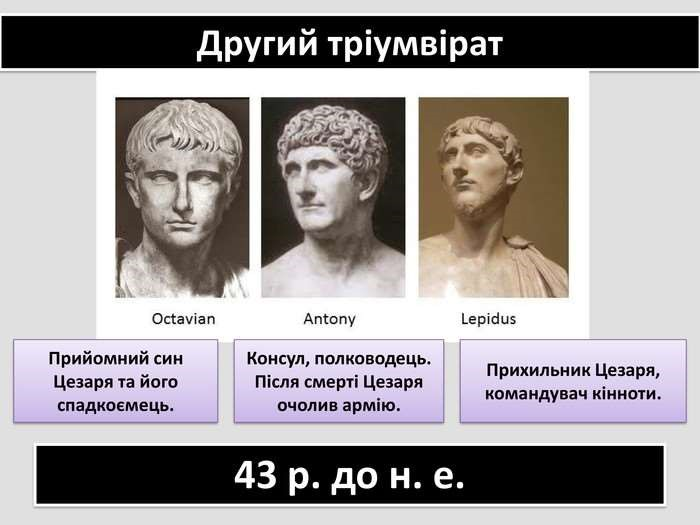 Другий тріумвірат
Octavian
Antony
Lepidus
Прийомний син
Цезаря та його
спадкоємець.
Консул, полководець.
Після смерті Цезаря
очолив армію.
Прихильник Цезаря,
командувач кінноти.
43 р. до н. е.